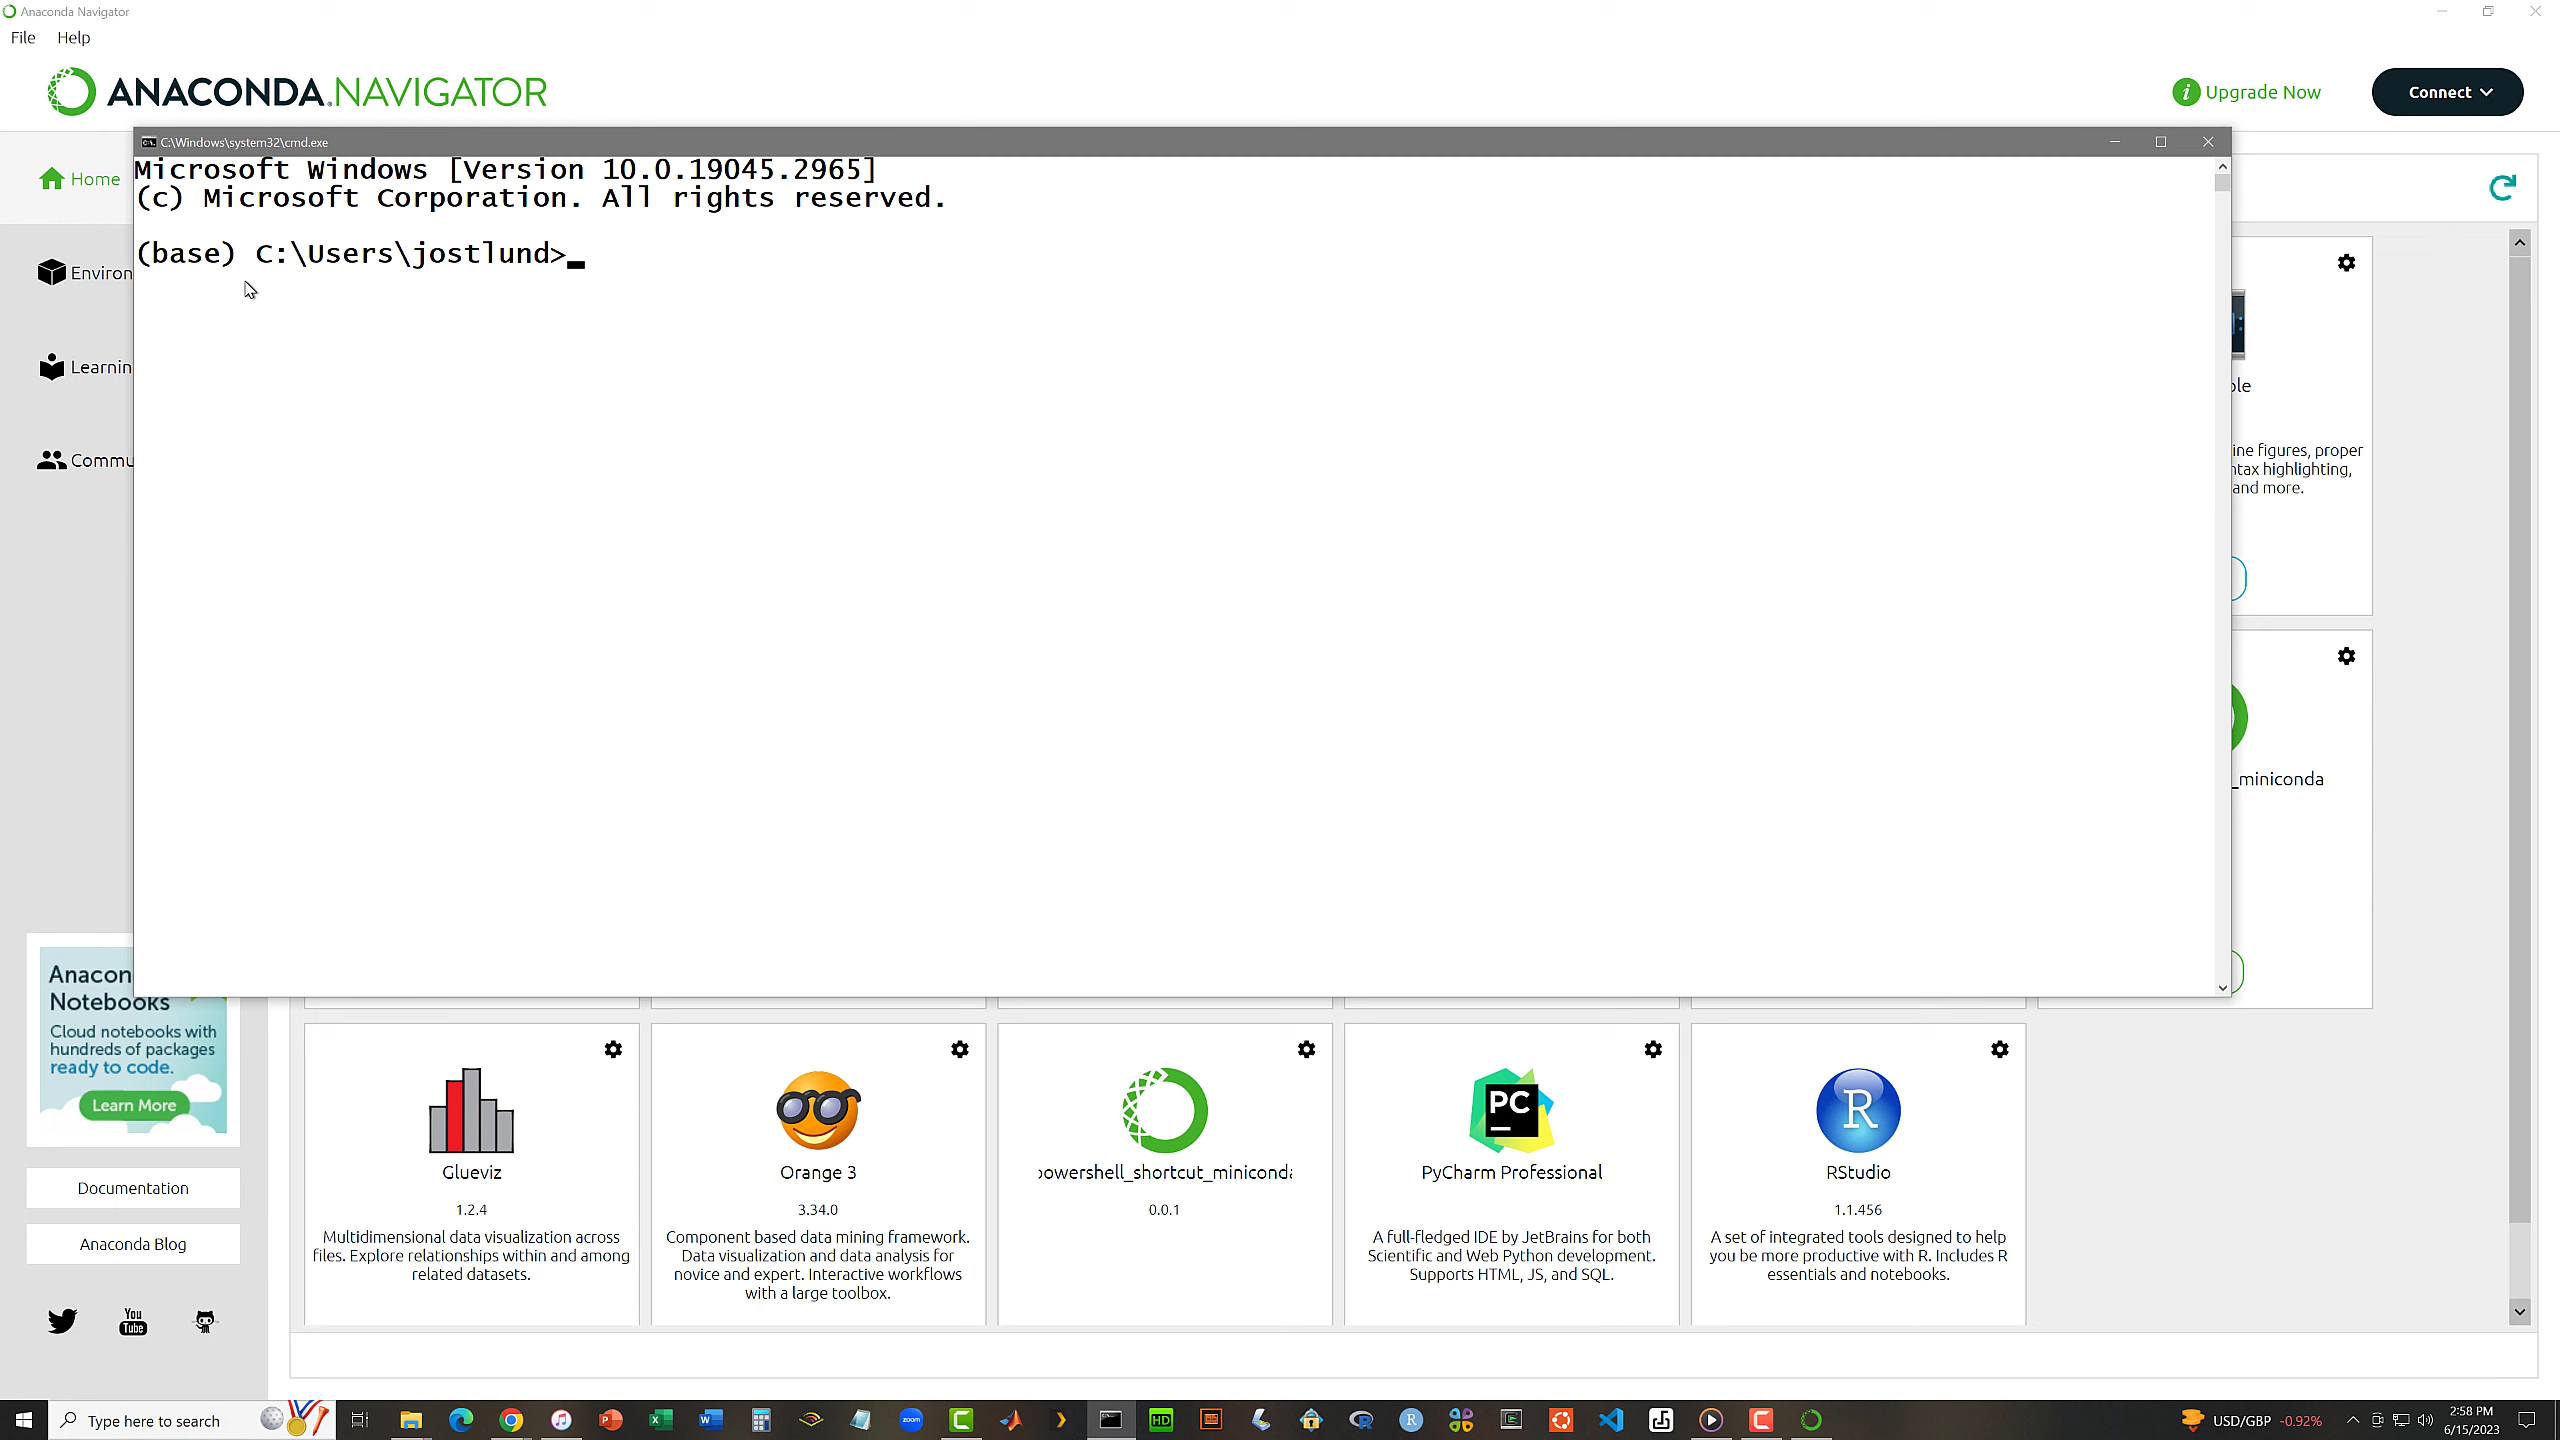 Anaconda Navigator
File Help
ANACONDA.NAVIGATOR
Upgrade Now
Connect
C:\Windows\system32\cmd.exe
Microsoft Windows [Version 10.0.19045.2965]
(c) Microsoft Corporation. All rights reserved.
(base) C:\Users\jostlund>
Home
Environ
Learnin
Commu
ine figures, proper
ntax highlighting,
and more.
_miniconda
Anacon
Notebooks
Cloud notebooks with
hundreds of packages
ready to code.
Learn More
Documentation
Anaconda Blog
You
Tube
Glueviz
1.2.4
Multidimensional data visualization across
files. Explore relationships within and among
related datasets.
Orange 3
3.34.0
Component based data mining framework.
Data visualization and data analysis for
novice and expert. Interactive workflows
with a large toolbox.
powershell_shortcut_miniconda
0.0.1
PC
PyCharm Professional
A full-fledged IDE by JetBrains for both
Scientific and Web Python development.
Supports HTML, JS, and SQL.
R
RStudio
1.1.456
A set of integrated tools designed to help
you be more productive with R. Includes R
essentials and notebooks.
Type here to search
zoom
HD
USD/GBP -0.92%
2:58 PM
6/15/2023